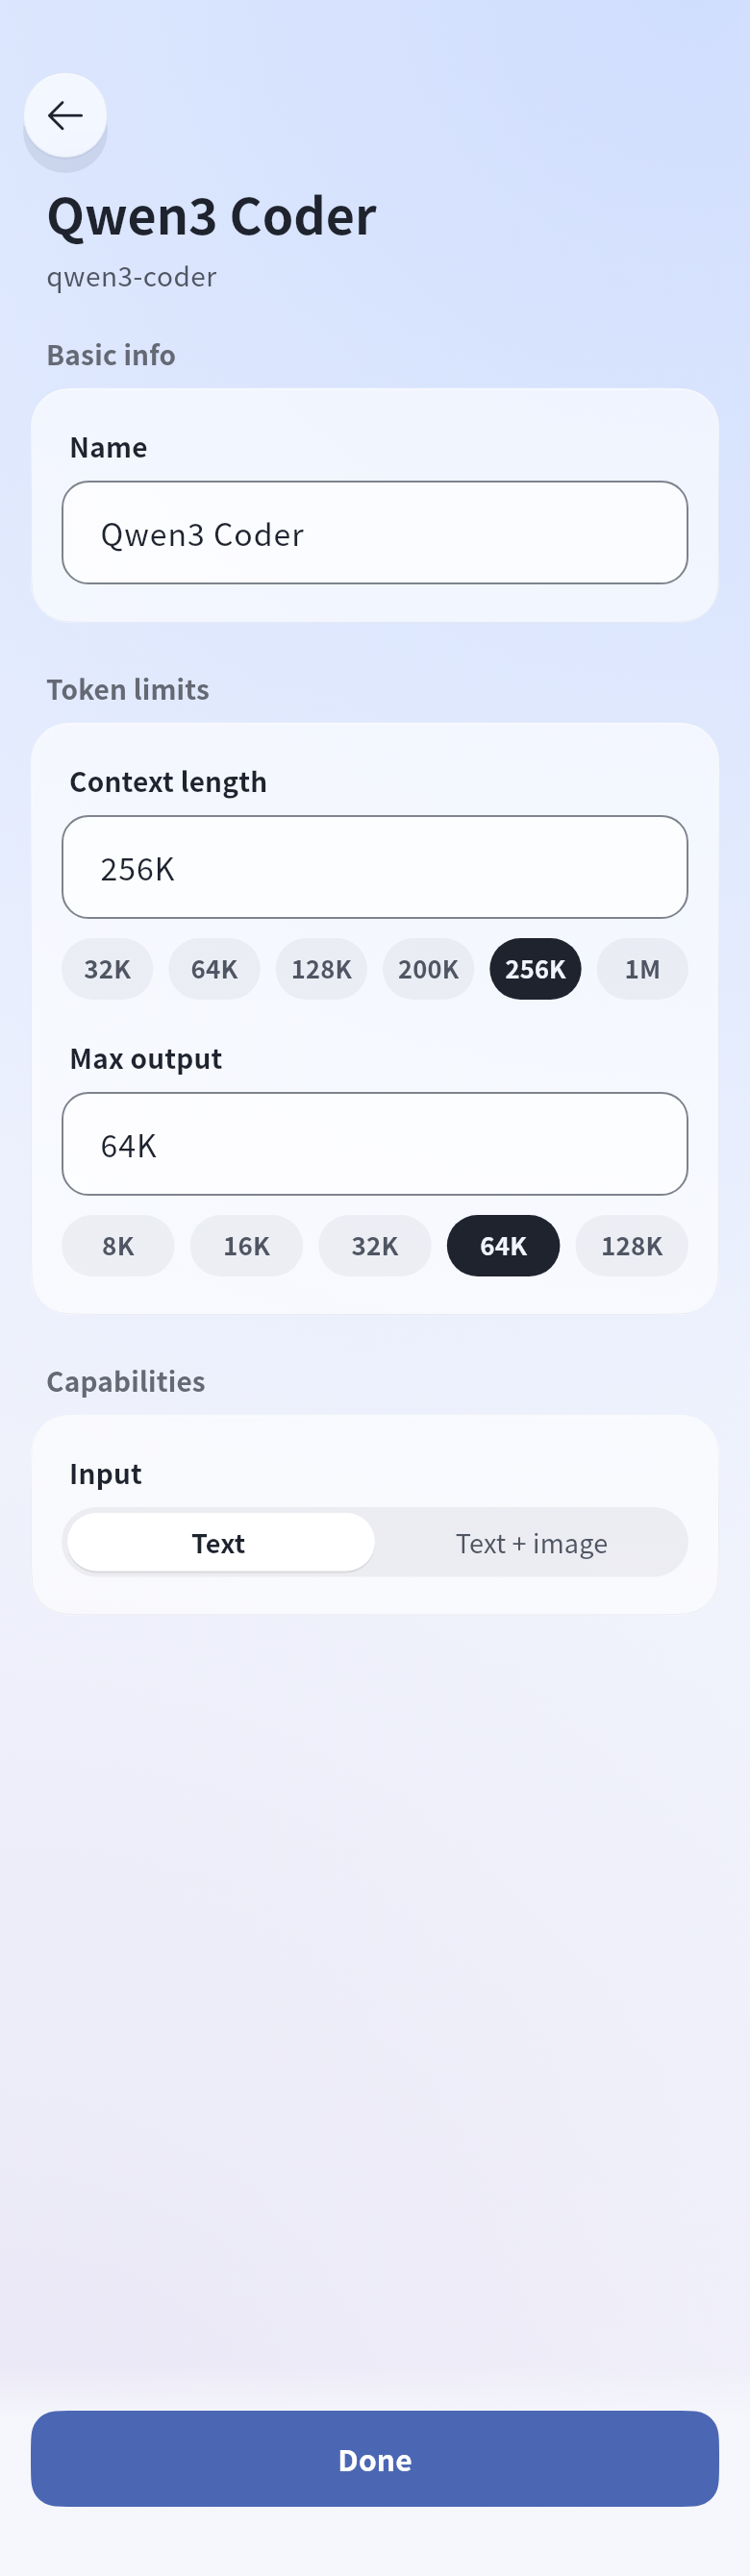 Qwen3 Coder
qwen3-coder
Basic info
Name
Qwen3 Coder
Token limits
Context length
256K
32K 64K 128K 200K 256K 1M
Max output
64K
8K 16K 32K 64K 128K
Capabilities
Input
Text Text + image
Done